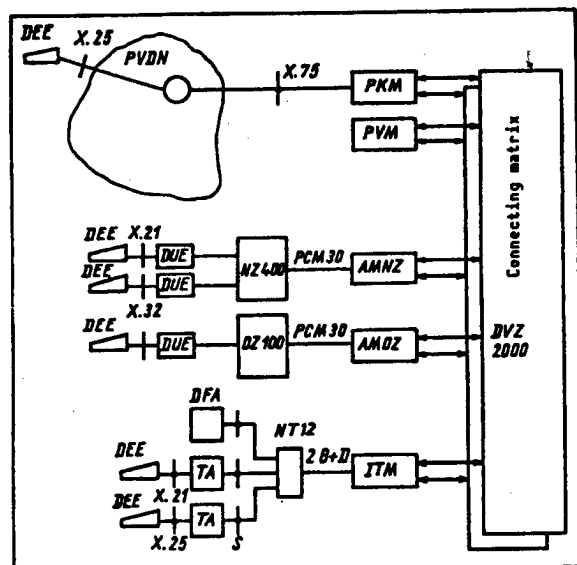 DEE
X.25
PVDN
X.75
PKM
PVM
Connecting matrix
DEE
X.21
DUE
DEE
DUE
X.32
NZ400
PCM30
AMNZ
DEE
DUE
DZ100
PCM30
AMDZ
DVZ
2000
DFA
NT12
2B+D
ITM
DEE
TA
X.21
DEE
TA
X.25
S